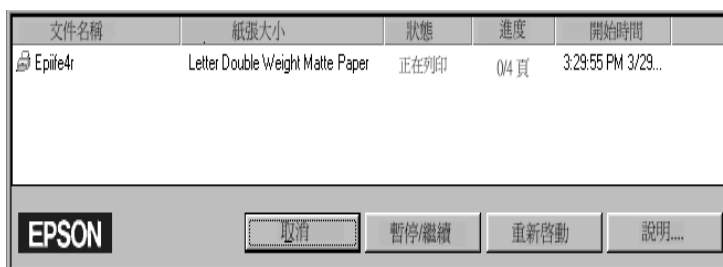 文件名稱 紙張大小 狀態 進度 開始時間
Epiife4r Letter Double Weight Matte Paper 正在列印 0/4 頁 3:29:55 PM 3/29...
EPSON 取消 暫停/繼續 重新啓動 說明....